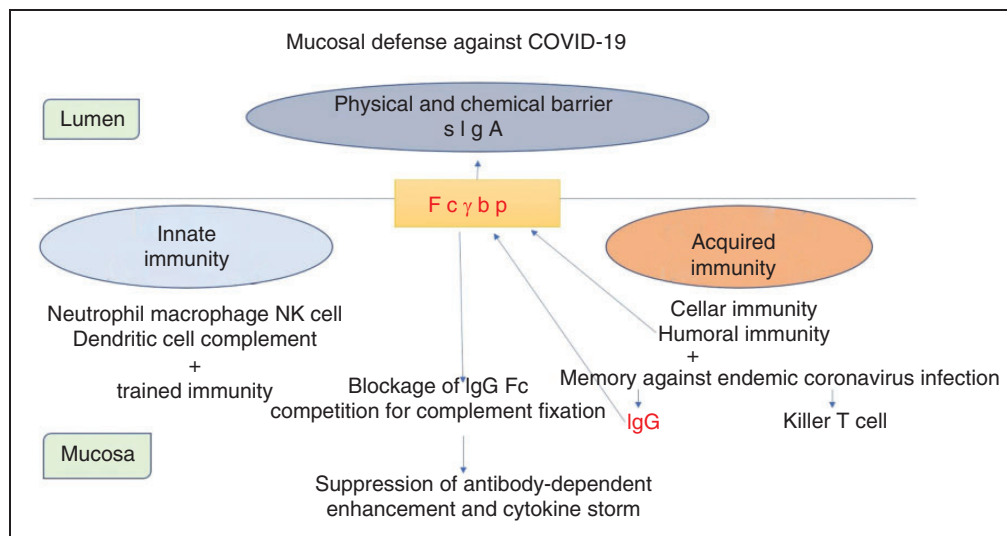 Mucosal defense against COVID-19
Lumen
Physical and chemical barrier
s I g A
F c γ b p
Innate
immunity
Acquired
immunity
Neutrophil macrophage NK cell
Dendritic cell complement
+
trained immunity
Cellar immunity
Humoral immunity
+
Memory against endemic coronavirus infection
Blockage of IgG Fc
competition for complement fixation
IgG
Killer T cell
Mucosa
Suppression of antibody-dependent
enhancement and cytokine storm